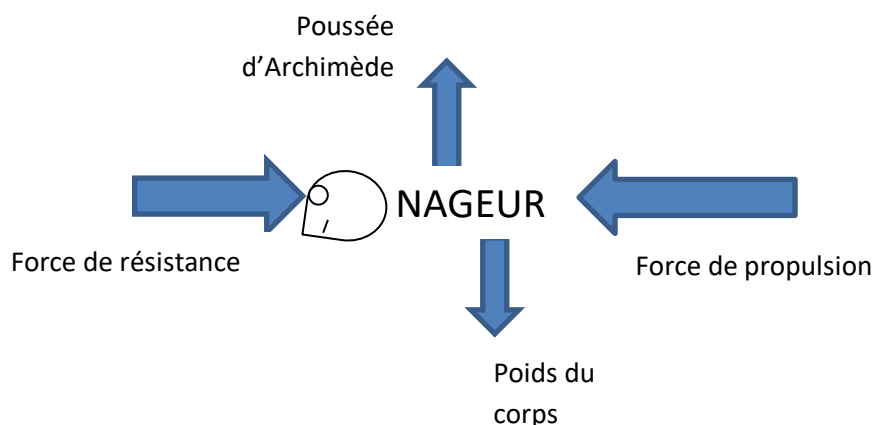 Poussée
d’Archimède
NAGEUR
Force de résistance
Force de propulsion
Poids du
corps